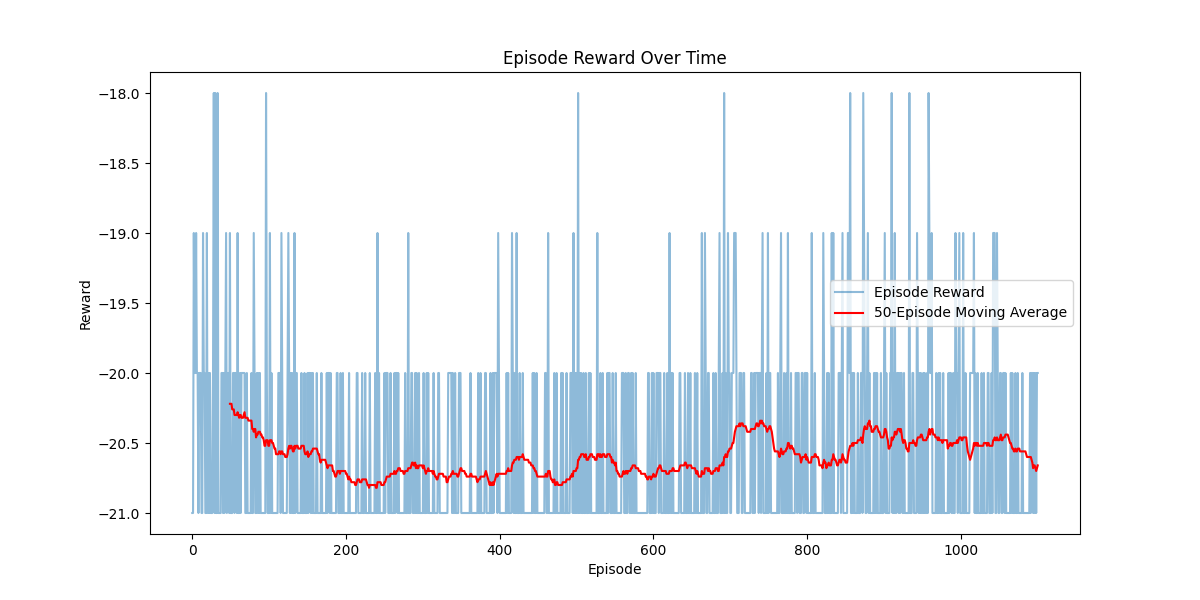 Episode Reward Over Time
−18.0
−18.5
−19.0
−19.5
−20.0
−20.5
−21.0
Reward
Episode Reward
50-Episode Moving Average
0 200 400 600 800 1000
Episode